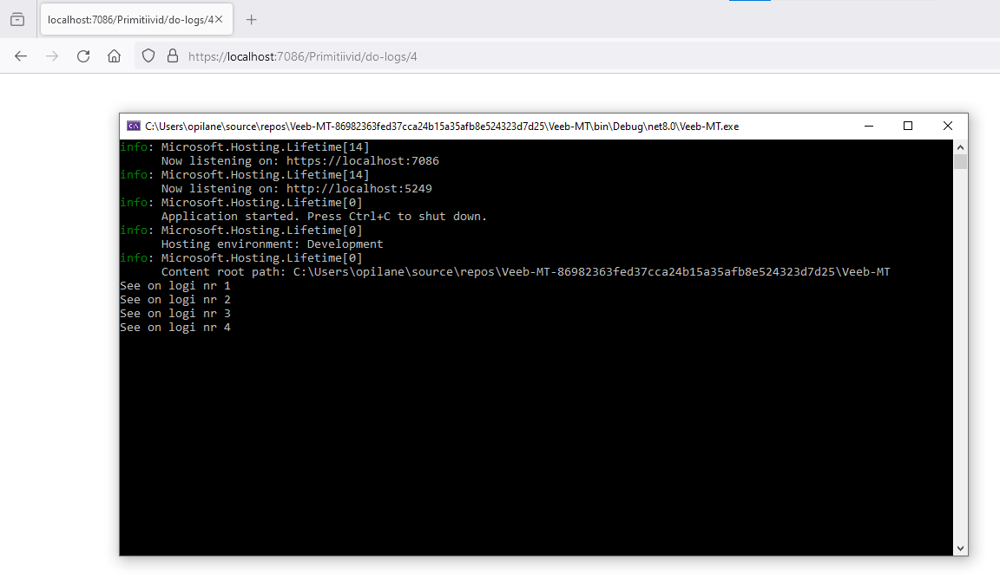 localhost:7086/Primitiivid/do-logs/4
https://localhost:7086/Primitiivid/do-logs/4
C:\Users\opilane\source\repos\Veeb-MT-86982363fed37cca24b15a35afb8e524323d7d25\Veeb-MT\bin\Debug\net8.0\Veeb-MT.exe
info: Microsoft.Hosting.Lifetime[14]
Now listening on: https://localhost:7086
info: Microsoft.Hosting.Lifetime[14]
Now listening on: http://localhost:5249
info: Microsoft.Hosting.Lifetime[0]
Application started. Press Ctrl+C to shut down.
info: Microsoft.Hosting.Lifetime[0]
Hosting environment: Development
info: Microsoft.Hosting.Lifetime[0]
Content root path: C:\Users\opilane\source\repos\Veeb-MT-86982363fed37cca24b15a35afb8e524323d7d25\Veeb-MT
See on logi nr 1
See on logi nr 2
See on logi nr 3
See on logi nr 4